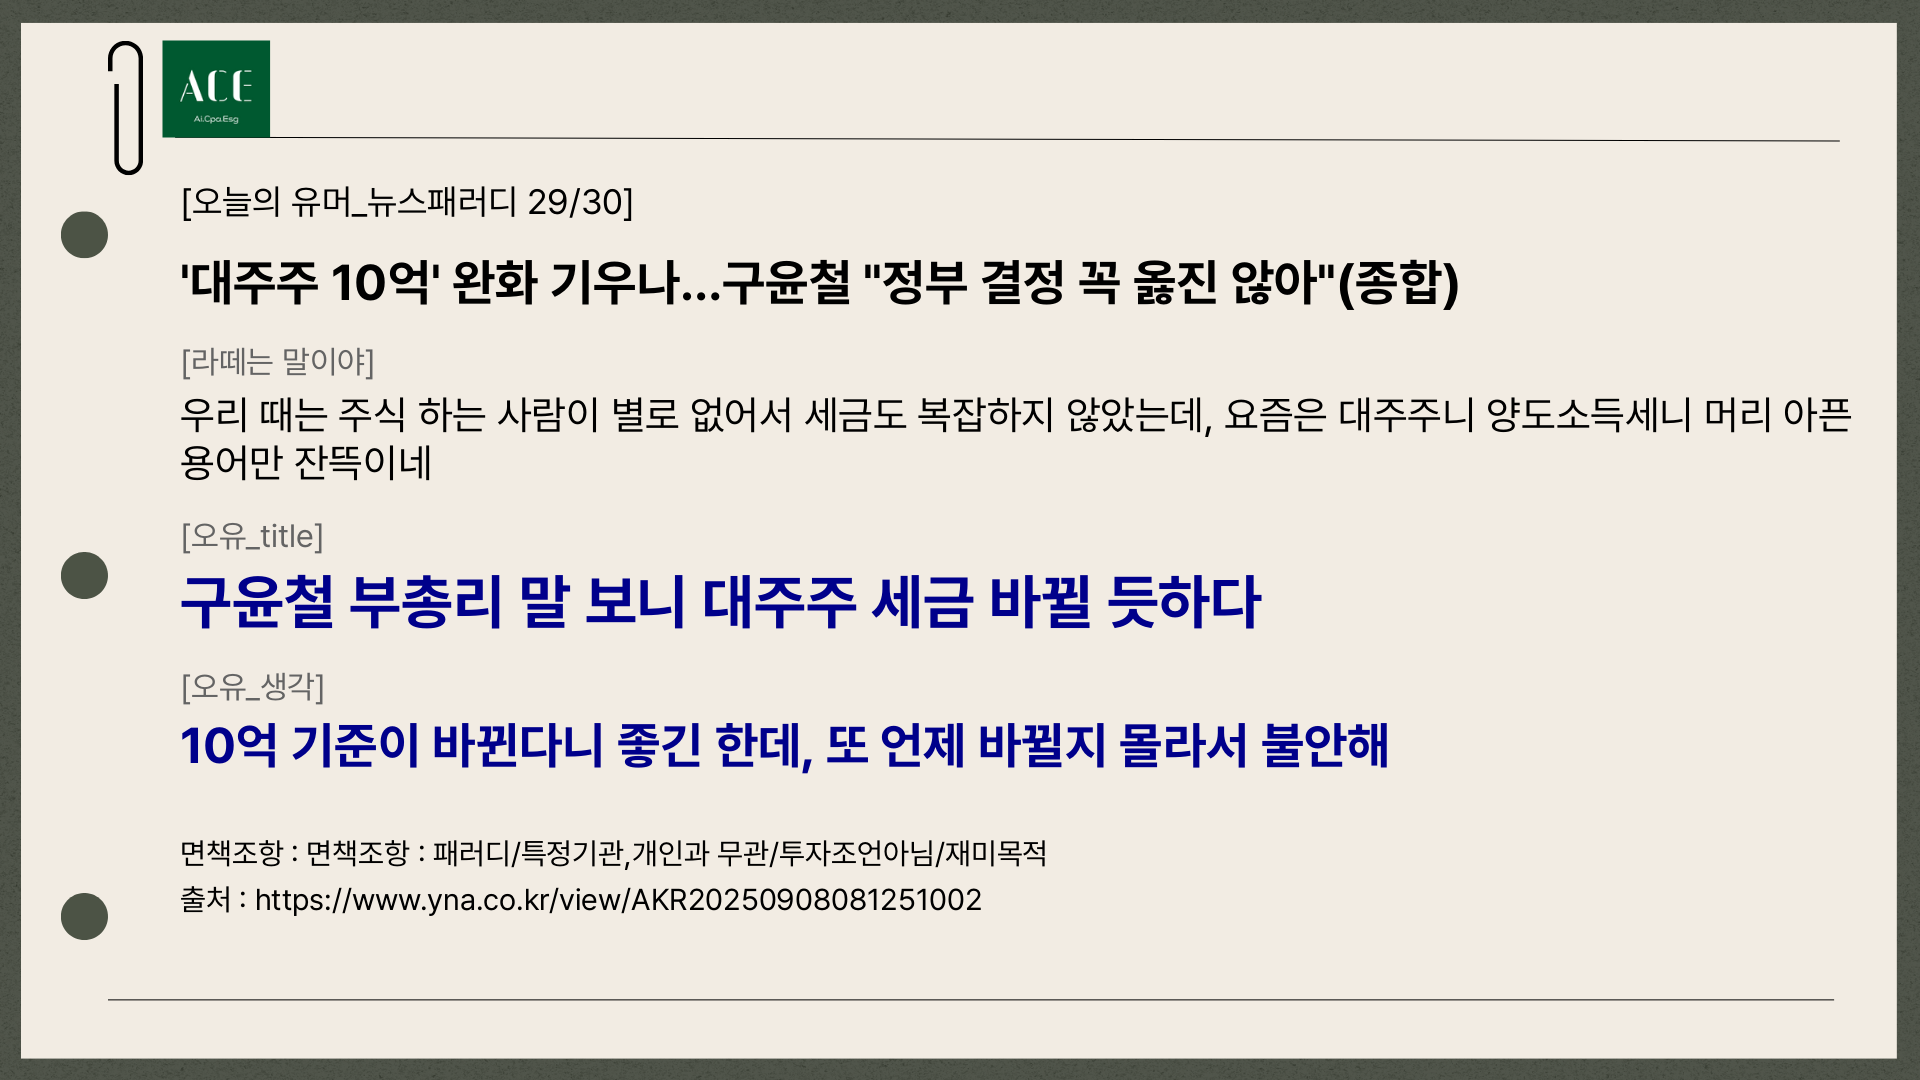 ACE
Ai.Cpa.Esg
[오늘의 유머_뉴스패러디 29/30]
'대주주 10억' 완화 기우나...구윤철 "정부 결정 꼭 옳진 않아"(종합)
[라떼는 말이야]
우리 때는 주식 하는 사람이 별로 없어서 세금도 복잡하지 않았는데, 요즘은 대주주니 양도소득세니 머리 아픈
용어만 잔뜩이네
[오유_title]
구윤철 부총리 말 보니 대주주 세금 바뀔 듯하다
[오유_생각]
10억 기준이 바뀐다니 좋긴 한데, 또 언제 바뀔지 몰라서 불안해
면책조항 : 면책조항 : 패러디/특정기관,개인과 무관/투자조언아님/재미목적
출처 : https://www.yna.co.kr/view/AKR20250908081251002